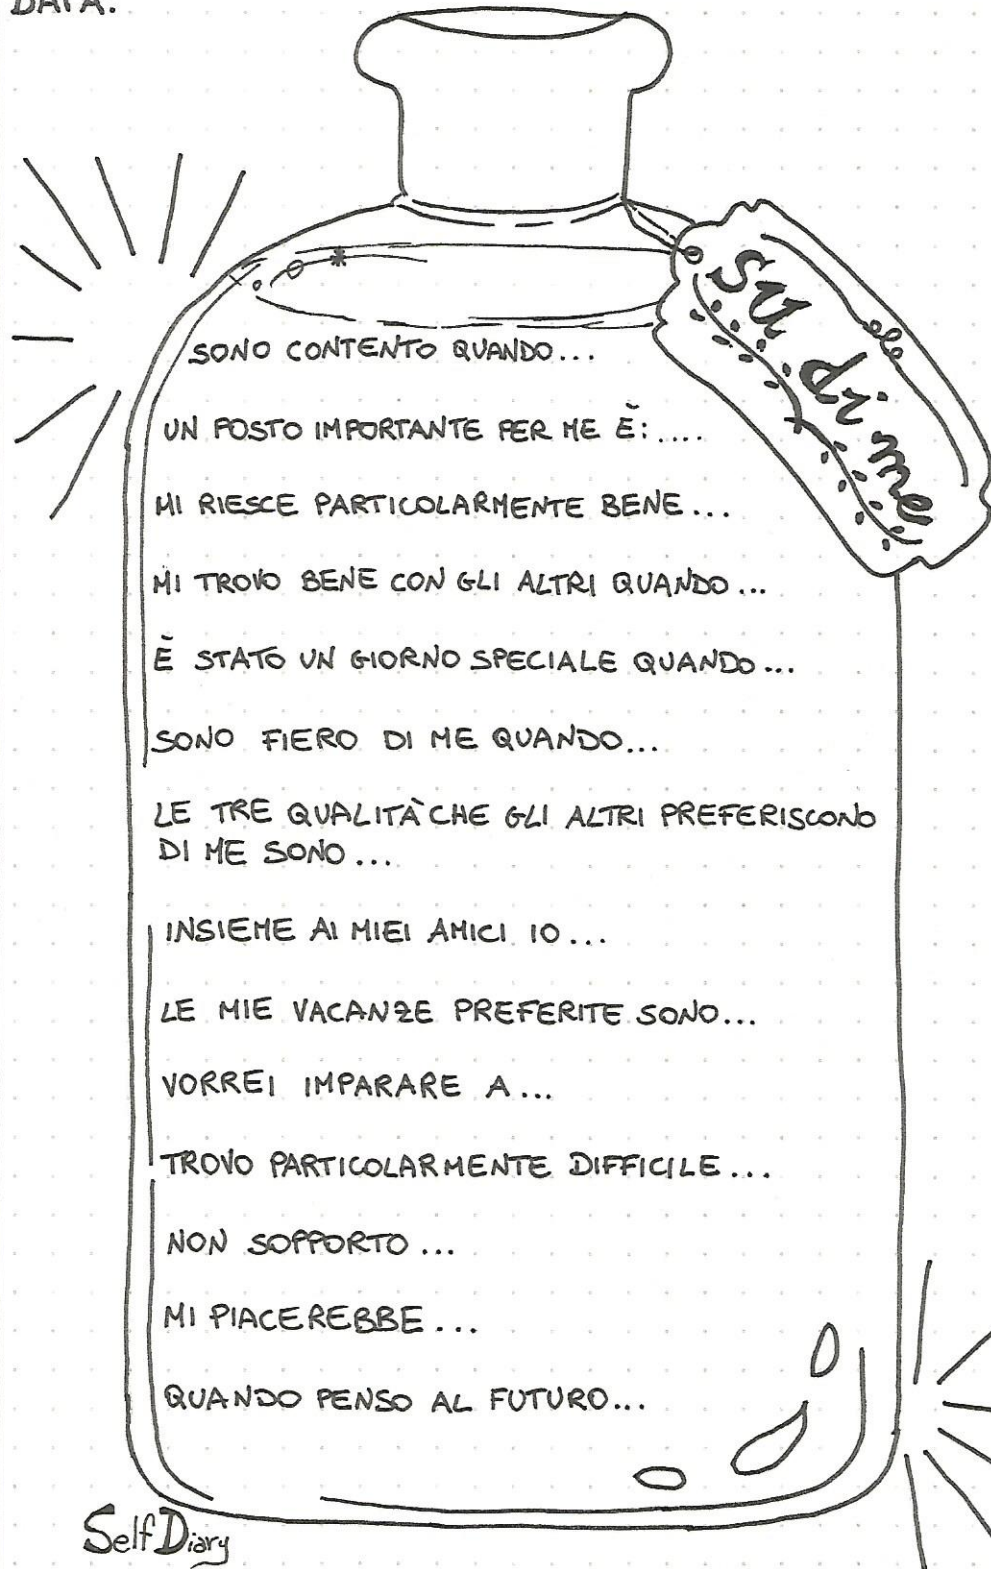 DATA:
su di me
SONO CONTENTO QUANDO...
UN POSTO IMPORTANTE PER ME È:.....
MI RIESCE PARTICOLARMENTE BENE...
MI TROVO BENE CON GLI ALTRI QUANDO...
È STATO UN GIORNO SPECIALE QUANDO...
SONO FIERO DI ME QUANDO...
LE TRE QUALITÀ CHE GLI ALTRI PREFERISCONO
DI ME SONO...
INSIEME AI MIEI AMICI IO...
LE MIE VACANZE PREFERITE SONO...
VORREI IMPARARE A...
TROVO PARTICOLARMENTE DIFFICILE...
NON SOPPORTO...
MI PIACEREBBE...
QUANDO PENSO AL FUTURO...
SelfDiary